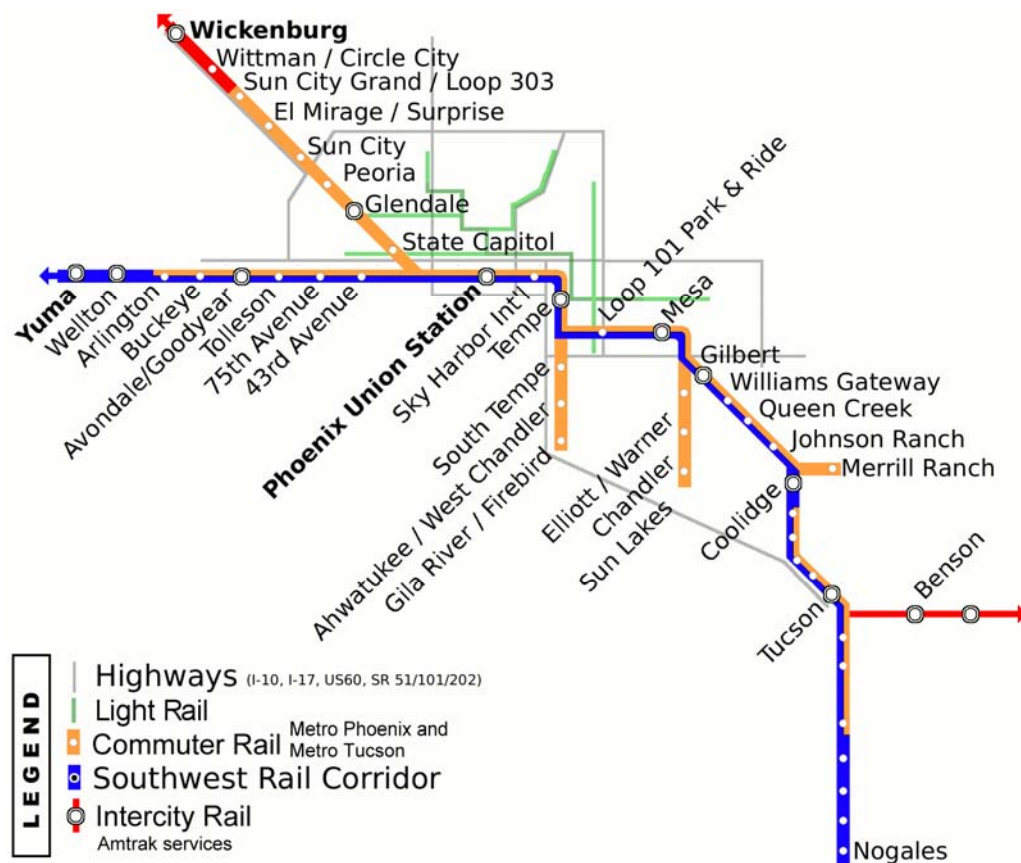 Wickenburg
Wittman / Circle City
Sun City Grand / Loop 303
El Mirage / Surprise
Sun City
Peoria
Glendale
State Capitol
Yuma
Wellton
Arlington
Buckeye
Avondale/Goodyear
Tolleson
75th Avenue
43rd Avenue
Phoenix Union Station
Sky Harbor Int'l
Tempe
Loop 101 Park & Ride
Mesa
Gilbert
Williams Gateway
Queen Creek
Johnson Ranch
Merrill Ranch
South Tempe
Ahwatukee / West Chandler
Gila River / Firebird
Elliott / Warner
Chandler
Sun Lakes
Coolidge
Tucson
Benson
Nogales
LEGEND
Highways (I-10, I-17, US60, SR 51/101/202)
Light Rail
Commuter Rail Metro Phoenix and
Metro Tucson
Southwest Rail Corridor
Intercity Rail
Amtrak services